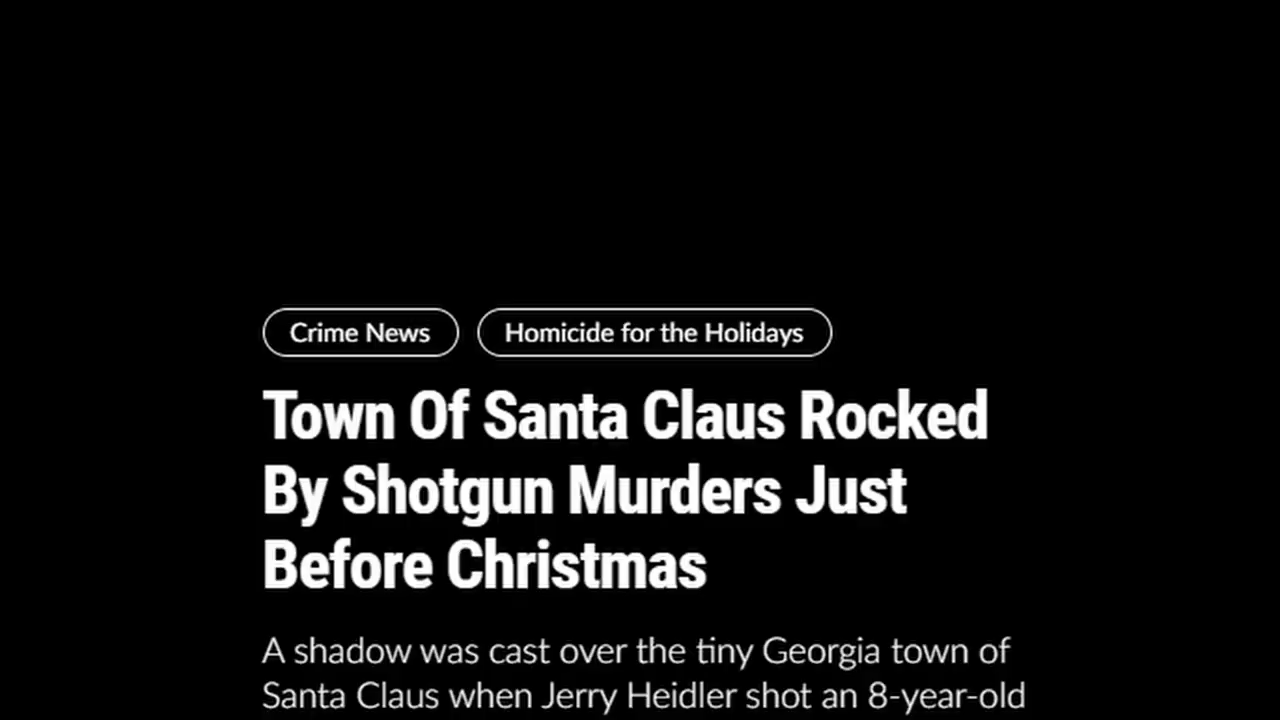 Crime News
Homicide for the Holidays
Town Of Santa Claus Rocked
By Shotgun Murders Just
Before Christmas
A shadow was cast over the tiny Georgia town of
Santa Claus when Jerry Heidler shot an 8-year-old